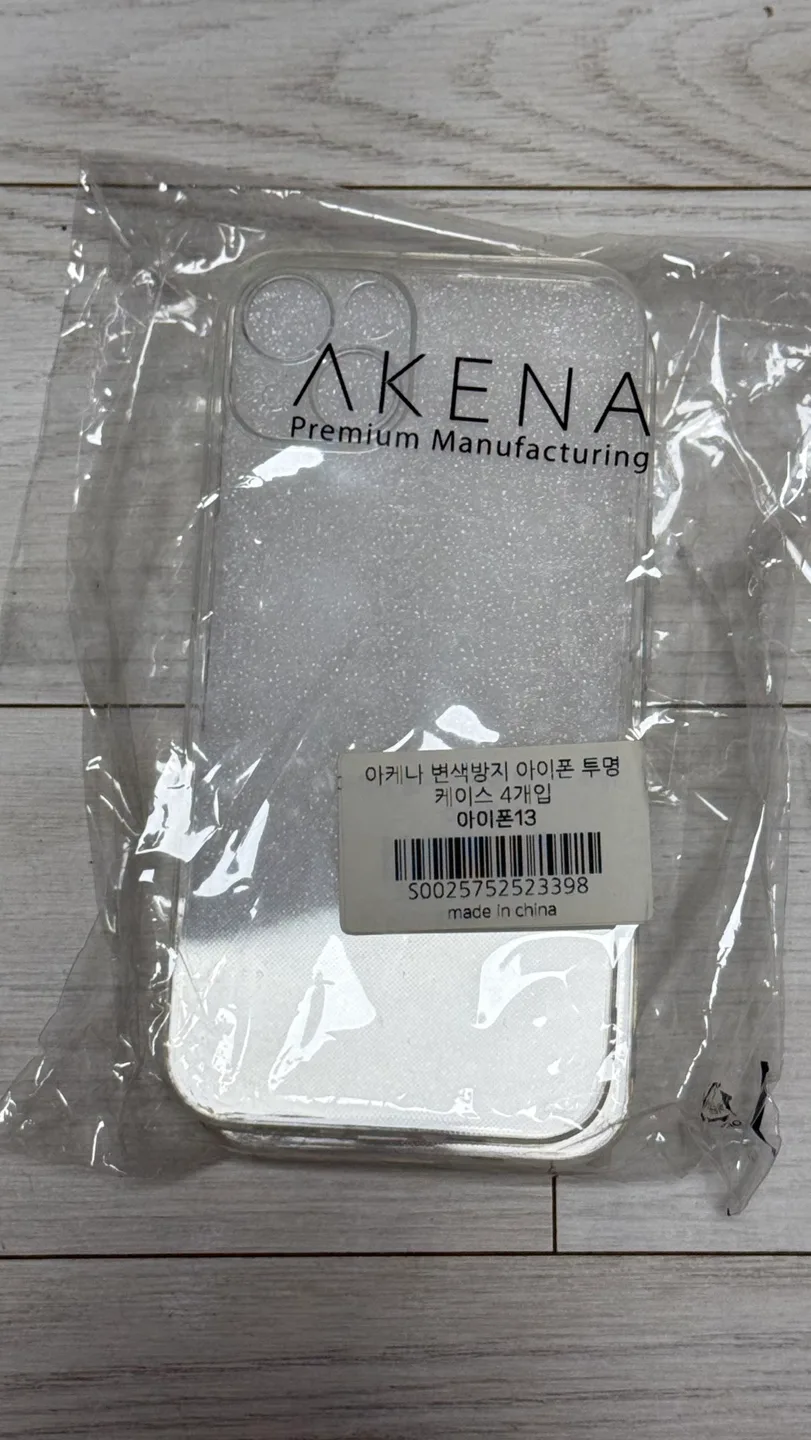 AKENA
Premium Manufacturing
아케나 변색방지 아이폰 투명
케이스 4개입
아이폰13
S0025752523398
made in china